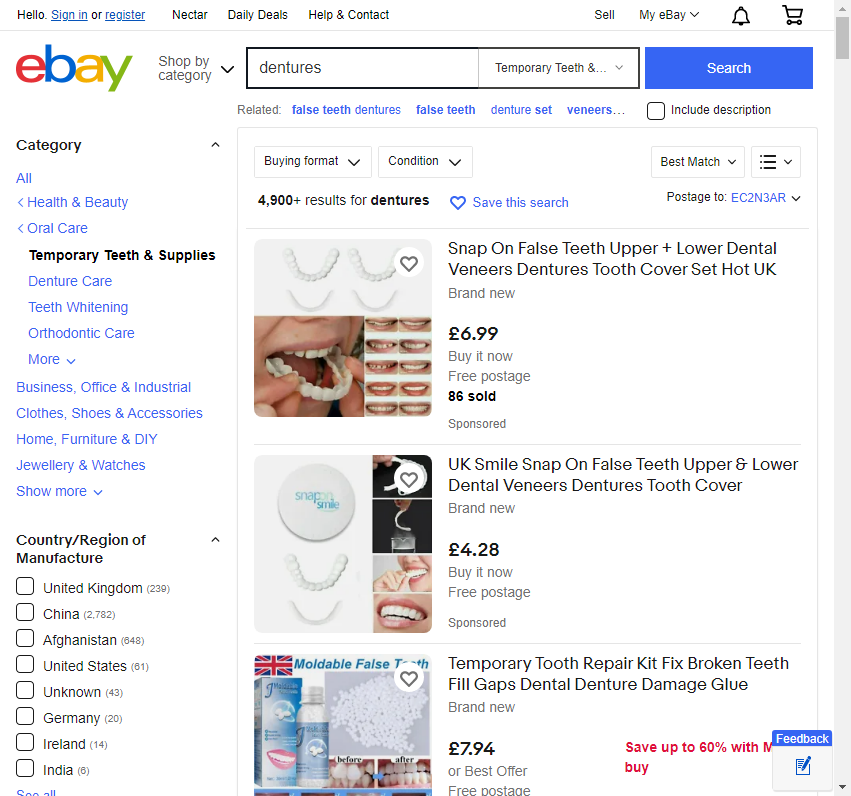 Hello. Sign in or register
Nectar
Daily Deals
Help & Contact
Sell
My eBay
ebay
Shop by
category
dentures
Temporary Teeth &...
Search
Related:
false teeth dentures
false teeth
denture set
veneers...
Include description
Category
All
Health & Beauty
Oral Care
Temporary Teeth & Supplies
Denture Care
Teeth Whitening
Orthodontic Care
More
Business, Office & Industrial
Clothes, Shoes & Accessories
Home, Furniture & DIY
Jewellery & Watches
Show more
Country/Region of
Manufacture
United Kingdom (239)
China (2,782)
Afghanistan (648)
United States (61)
Unknown (43)
Germany (20)
Ireland (14)
India (6)
See all
Buying format
Condition
Best Match
4,900+ results for dentures
Save this search
Postage to: EC2N3AR
Snap On False Teeth Upper + Lower Dental
Veneers Dentures Tooth Cover Set Hot UK
Brand new
£6.99
Buy it now
Free postage
86 sold
Sponsored
snap on
smile
UK Smile Snap On False Teeth Upper & Lower
Dental Veneers Dentures Tooth Cover
Brand new
£4.28
Buy it now
Free postage
Sponsored
Moldable False Teeth
before
after
Temporary Tooth Repair Kit Fix Broken Teeth
Fill Gaps Dental Denture Damage Glue
Brand new
£7.94
or Best Offer
Free postage
Save up to 60% with M
buy
Feedback